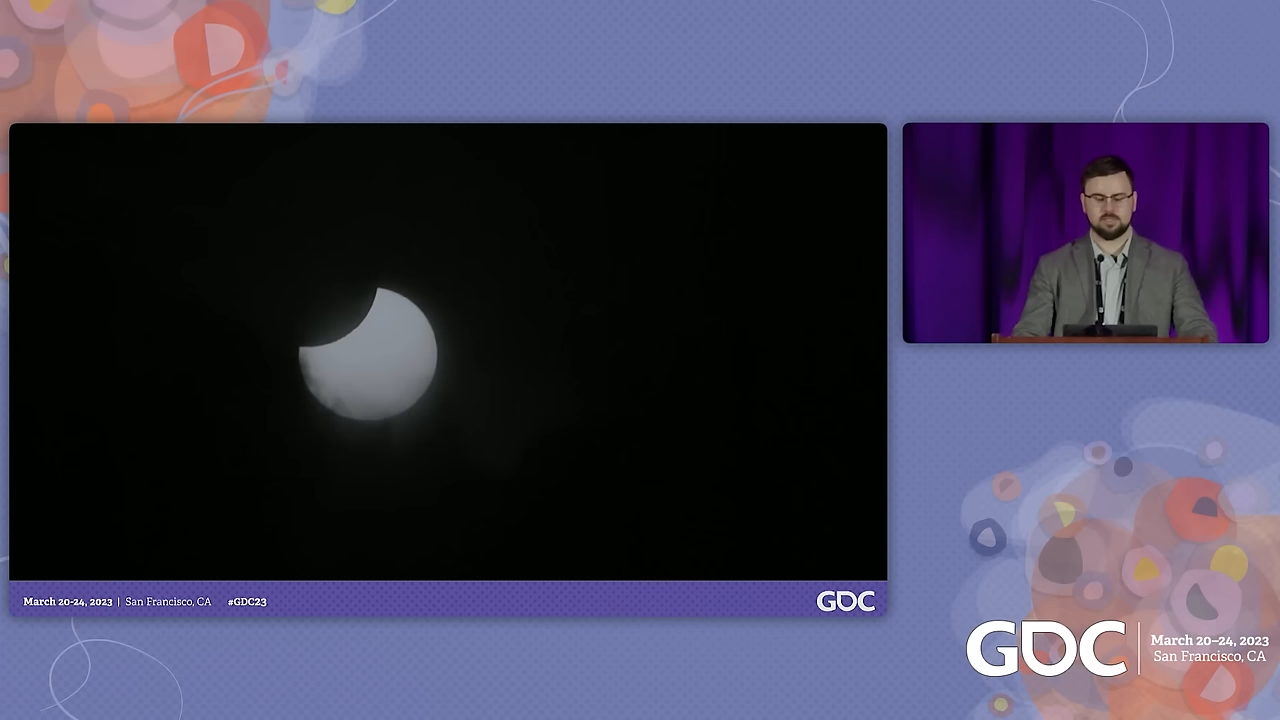 March 20-24, 2023 | San Francisco, CA #GDC23
GDC
GDC
March 20–24, 2023
San Francisco, CA